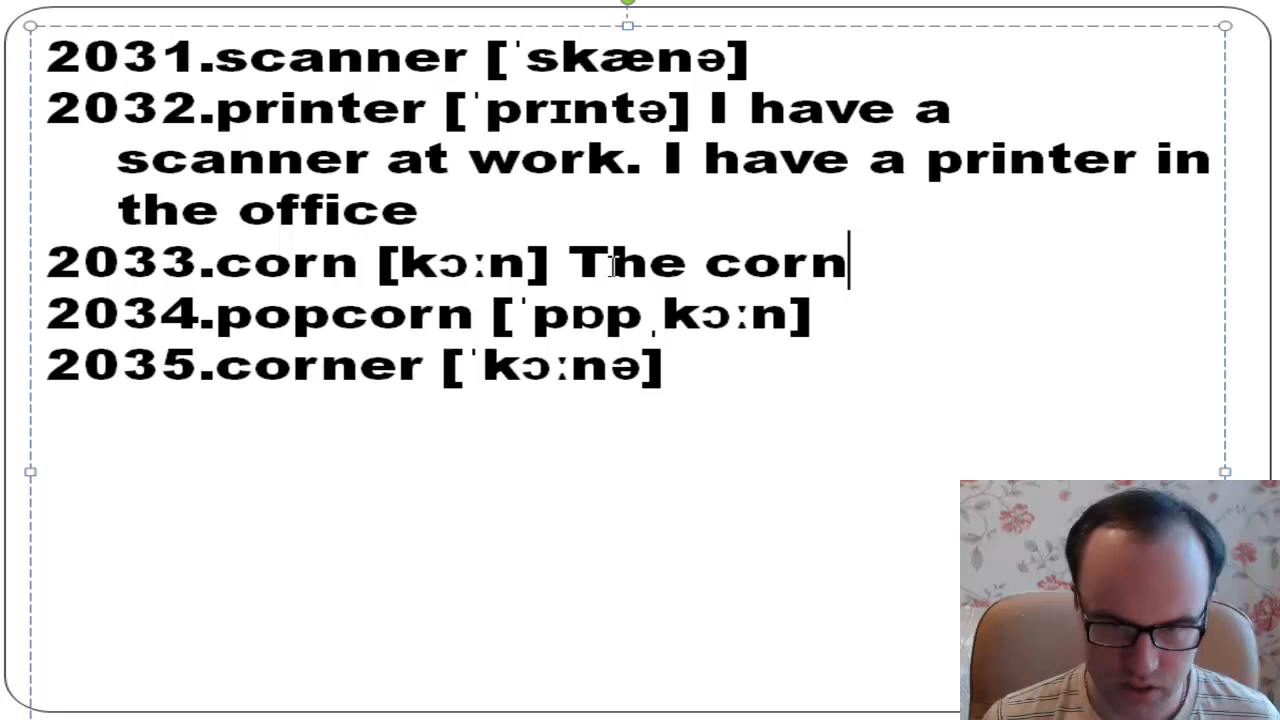 2031.scanner [ˈskænə]
2032.printer [ˈprɪntə] I have a
scanner at work. I have a printer in
the office
2033.corn [kɔːn] The corn
2034.popcorn [ˈpɒpˌkɔːn]
2035.corner [ˈkɔːnə]